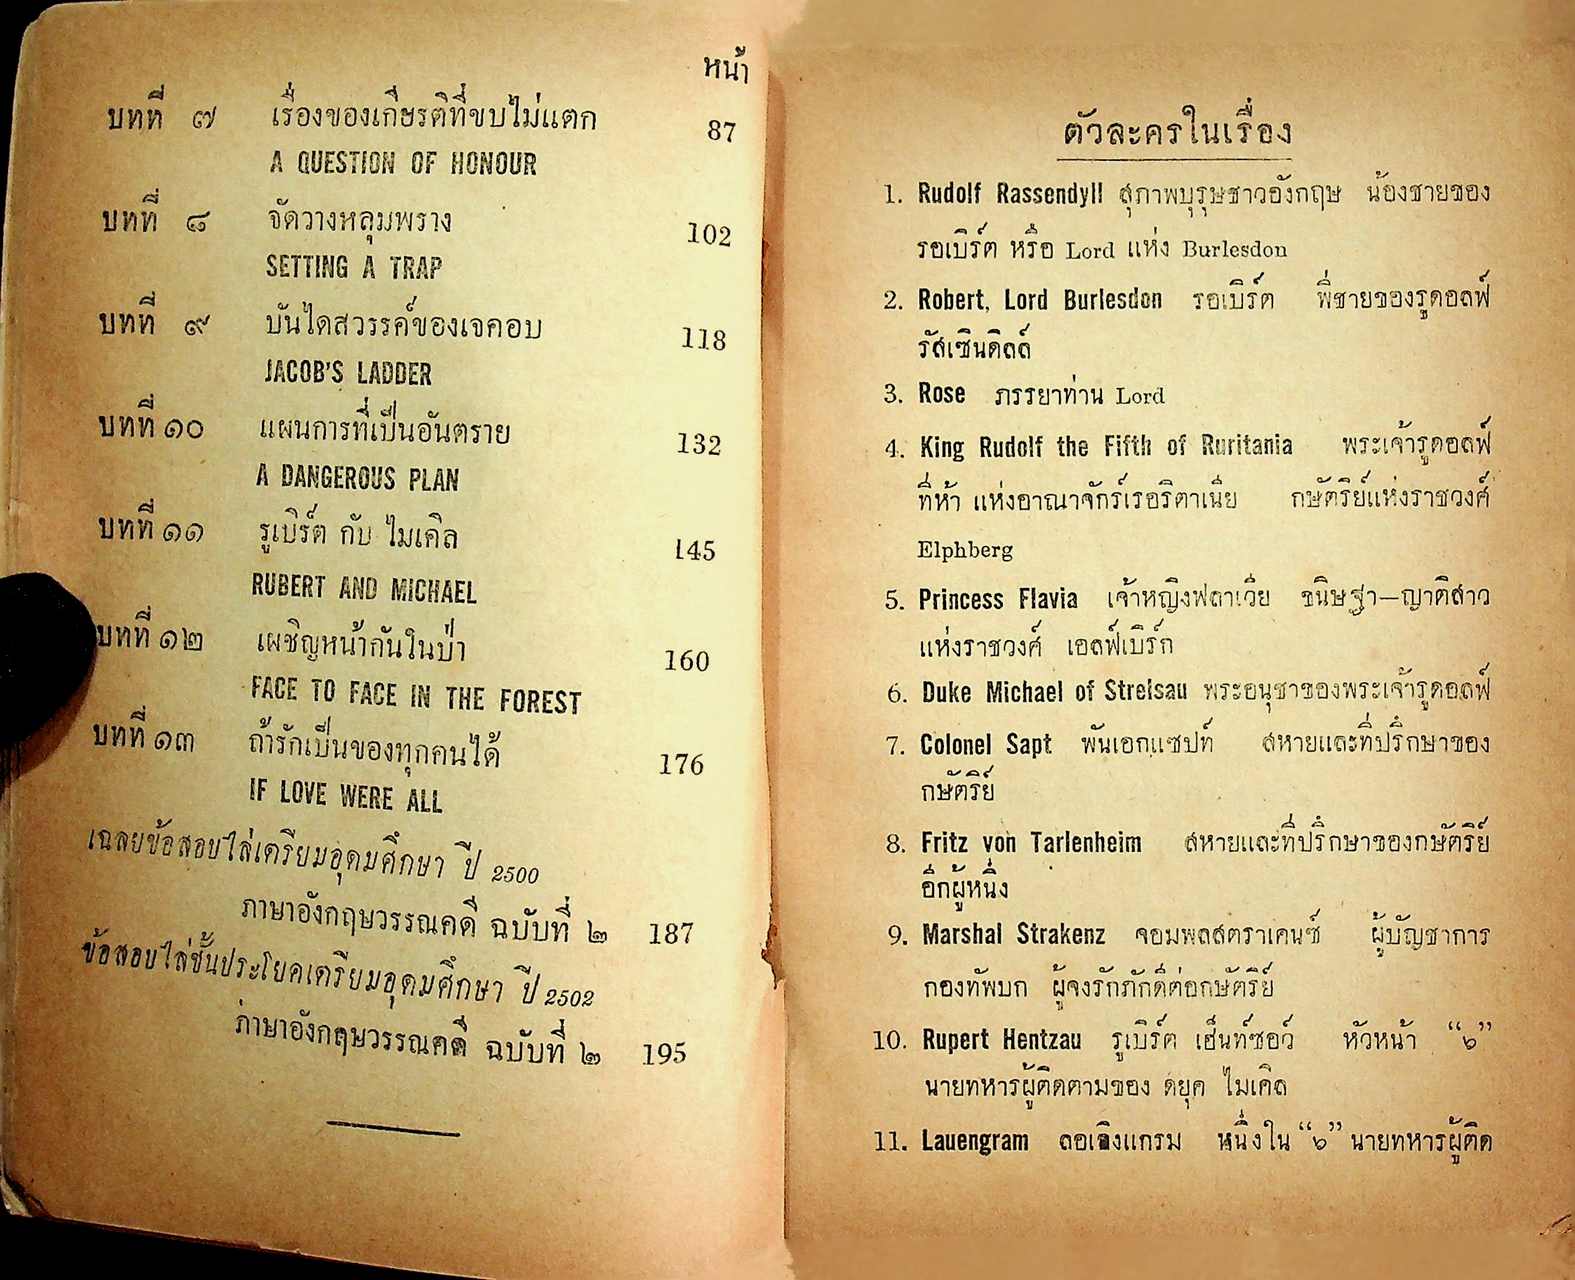 หน้า
บทที่ ๗ เรื่องของเกียรติที่ขบไม่แตก 87
A QUESTION OF HONOUR
บทที่ ๘ จัดวางหลุมพราง 102
SETTING A TRAP
บทที่ ๙ บันไดสวรรค์ของเจคอบ 118
JACOB'S LADDER
บทที่ ๑๐ แผนการที่เป็นอันตราย 132
A DANGEROUS PLAN
บทที่ ๑๑ รูเบิร์ต กับ ไมเคิล 145
RUBERT AND MICHAEL
บทที่ ๑๒ เผชิญหน้ากันในป่า 160
FACE TO FACE IN THE FOREST
บทที่ ๑๓ ถ้ารักเป็นของทุกคนได้ 176
IF LOVE WERE ALL
เฉลยข้อสอบไล่เตรียมอุดมศึกษา ปี 2500
ภาษาอังกฤษวรรณคดี ฉบับที่ ๒ 187
ข้อสอบไล่ชั้นประโยคเตรียมอุดมศึกษา ปี 2502
ภาษาอังกฤษวรรณคดี ฉบับที่ ๒ 195
ตัวละครในเรื่อง
1. Rudolf Rassendyll สุภาพบุรุษชาวอังกฤษ น้องชายของ
รอเบิร์ต หรือ Lord แห่ง Burlesdon
2. Robert, Lord Burlesdon รอเบิร์ต พี่ชายของรูดอลฟ์
รัสเซินดิลล์
3. Rose ภรรยาท่าน Lord
4. King Rudolf the Fifth of Ruritania พระเจ้ารูดอลฟ์
ที่ห้า แห่งอาณาจักร์เรอริตาเนีย กษัตริย์แห่งราชวงศ์
Elphberg
5. Princess Flavia เจ้าหญิงฟลาเวีย ขนิษฐา—ญาติสาว
แห่งราชวงศ์ เอลฟ์เบิร์ก
6. Duke Michael of Strelsau พระอนุชาของพระเจ้ารูดอลฟ์
7. Colonel Sapt พันเอกแซปท์ สหายและที่ปรึกษาของ
กษัตริย์
8. Fritz von Tarlenheim สหายและที่ปรึกษาของกษัตริย์
อีกผู้หนึ่ง
9. Marshal Strakenz จอมพลสตราเคนซ์ ผู้บัญชาการ
กองทัพบก ผู้จงรักภักดีต่อกษัตริย์
10. Rupert Hentzau รูเบิร์ต เฮ็นท์ซอว์ หัวหน้า “๖”
นายทหารผู้ติดตามของ ดยุค ไมเคิล
11. Lauengram ลอเอิงแกรม หนึ่งใน “๖” นายทหารผู้ติด